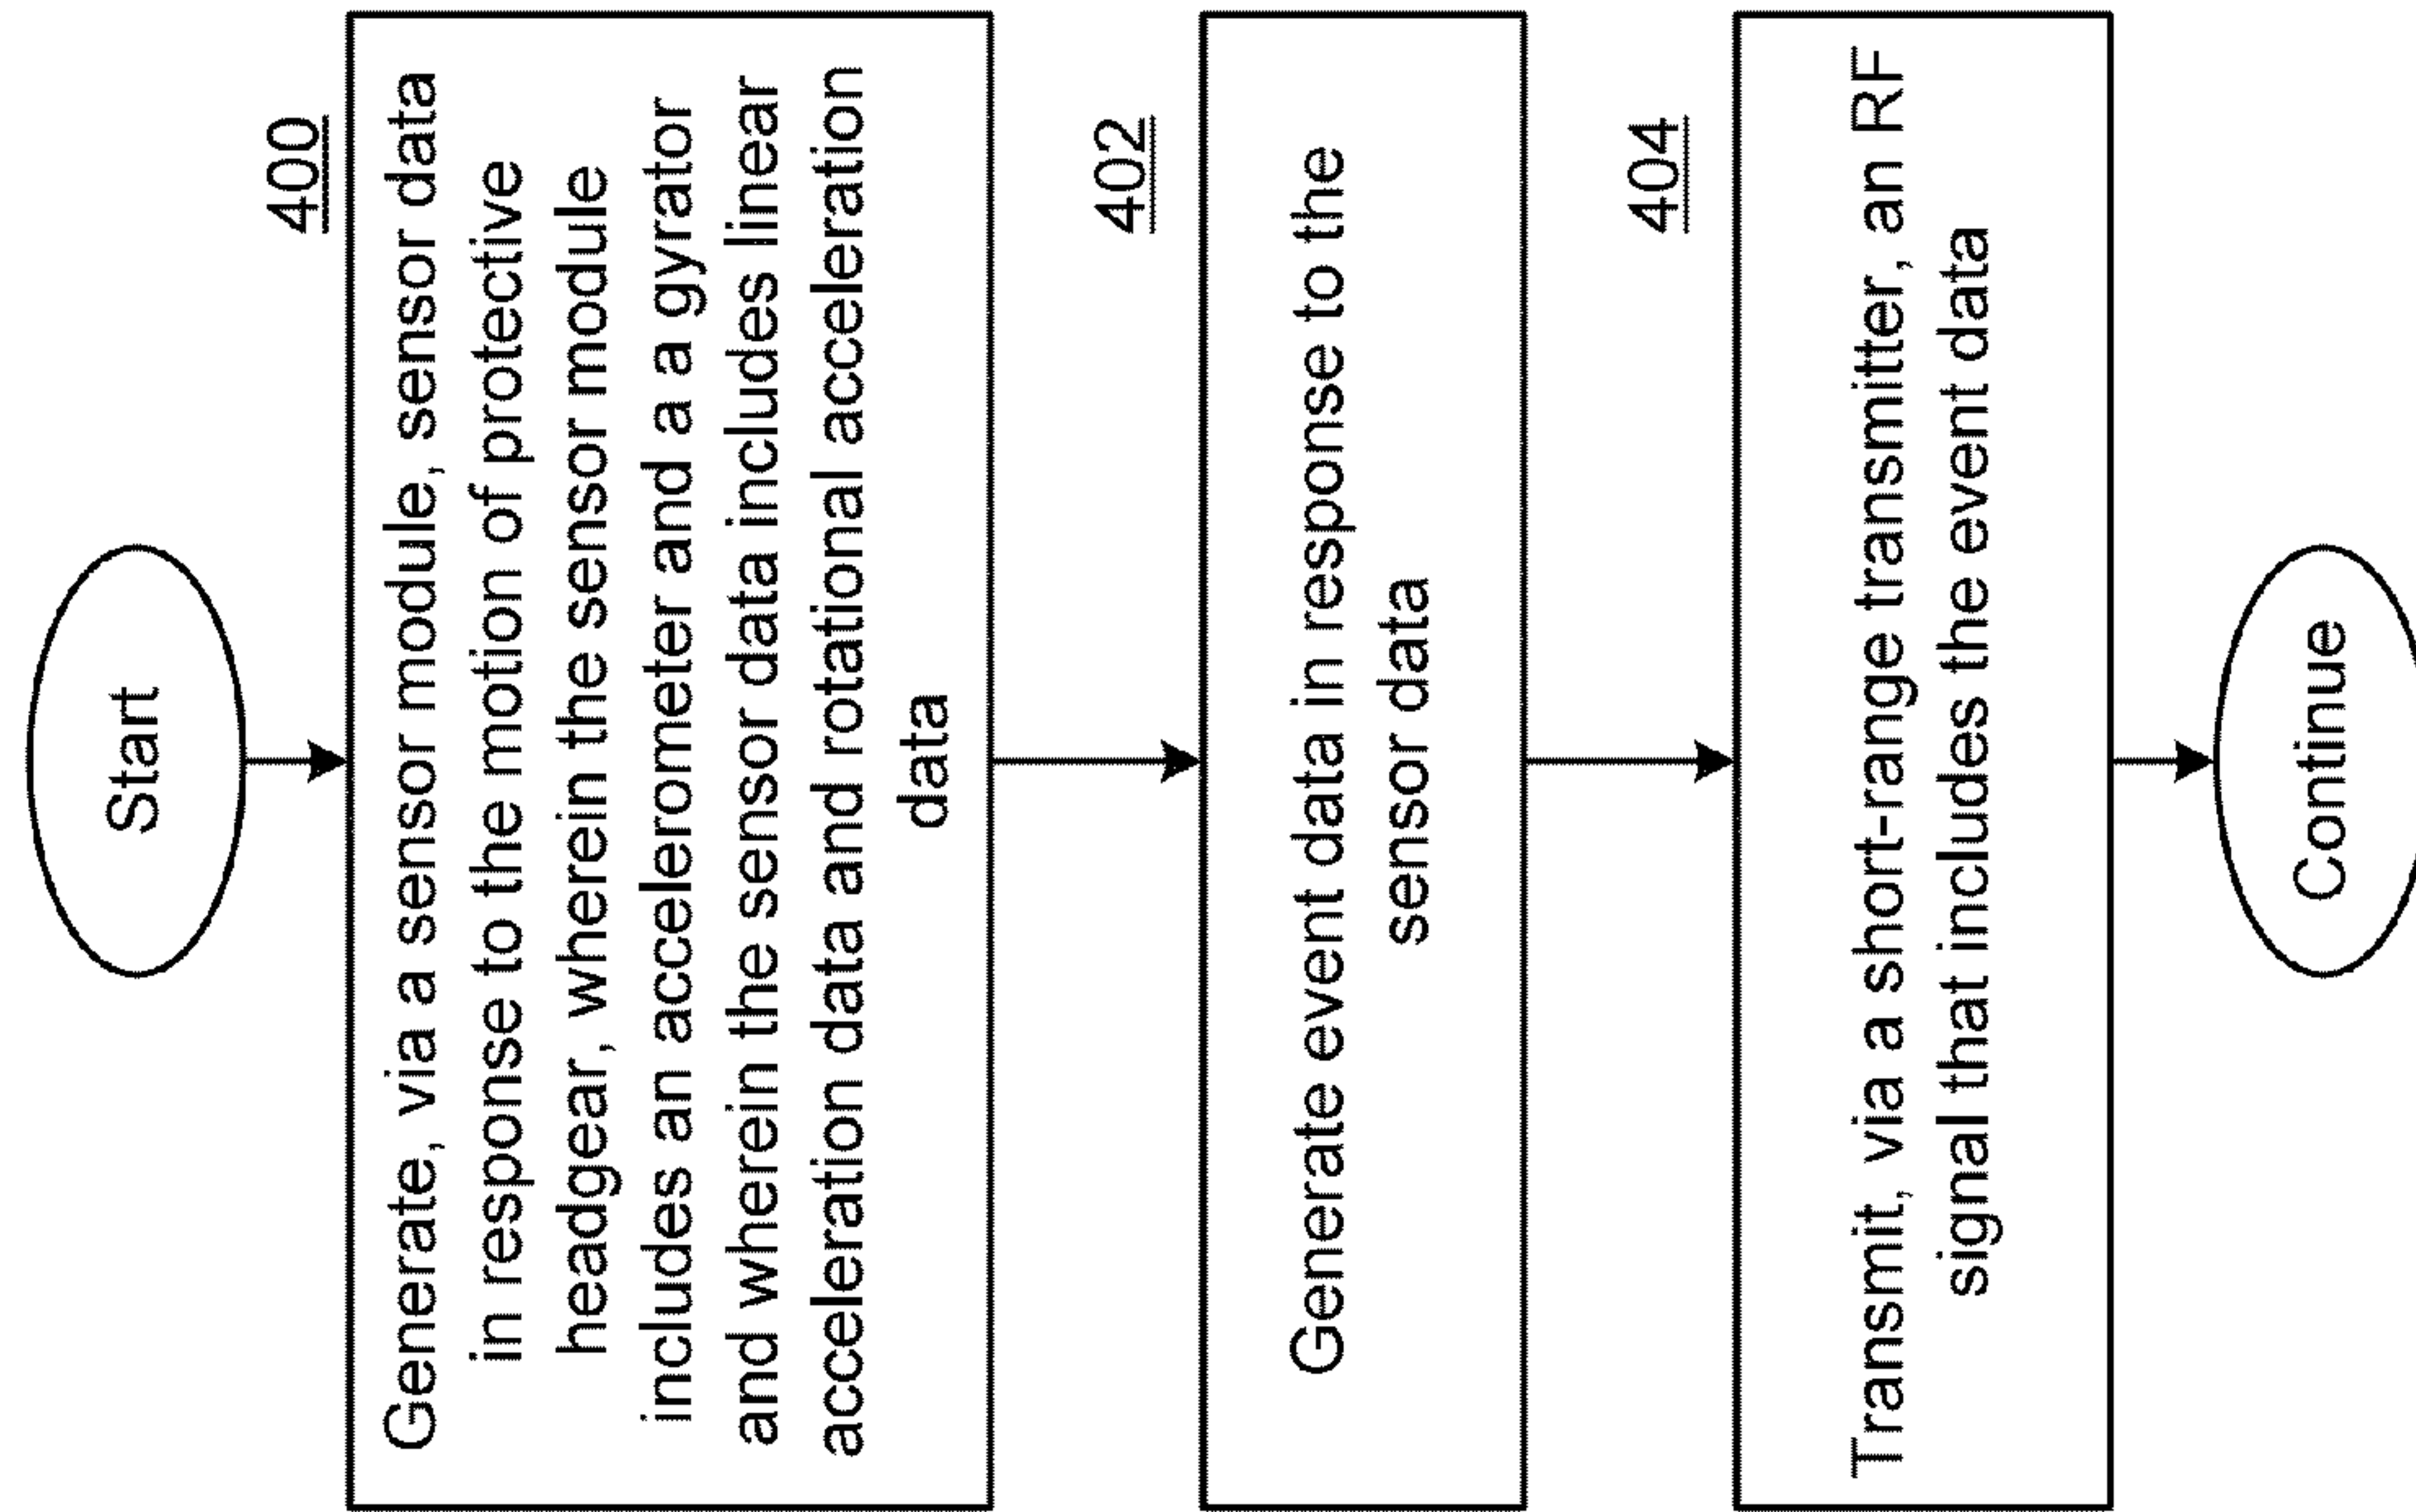 Start
400
Generate, via a sensor module, sensor data
in response to the motion of protective
headgear, wherein the sensor module
includes an accelerometer and a a gyrator
and wherein the sensor data includes linear
acceleration data and rotational acceleration
data
402
Generate event data in response to the
sensor data
404
Transmit, via a short-range transmitter, an RF
signal that includes the event data
Continue